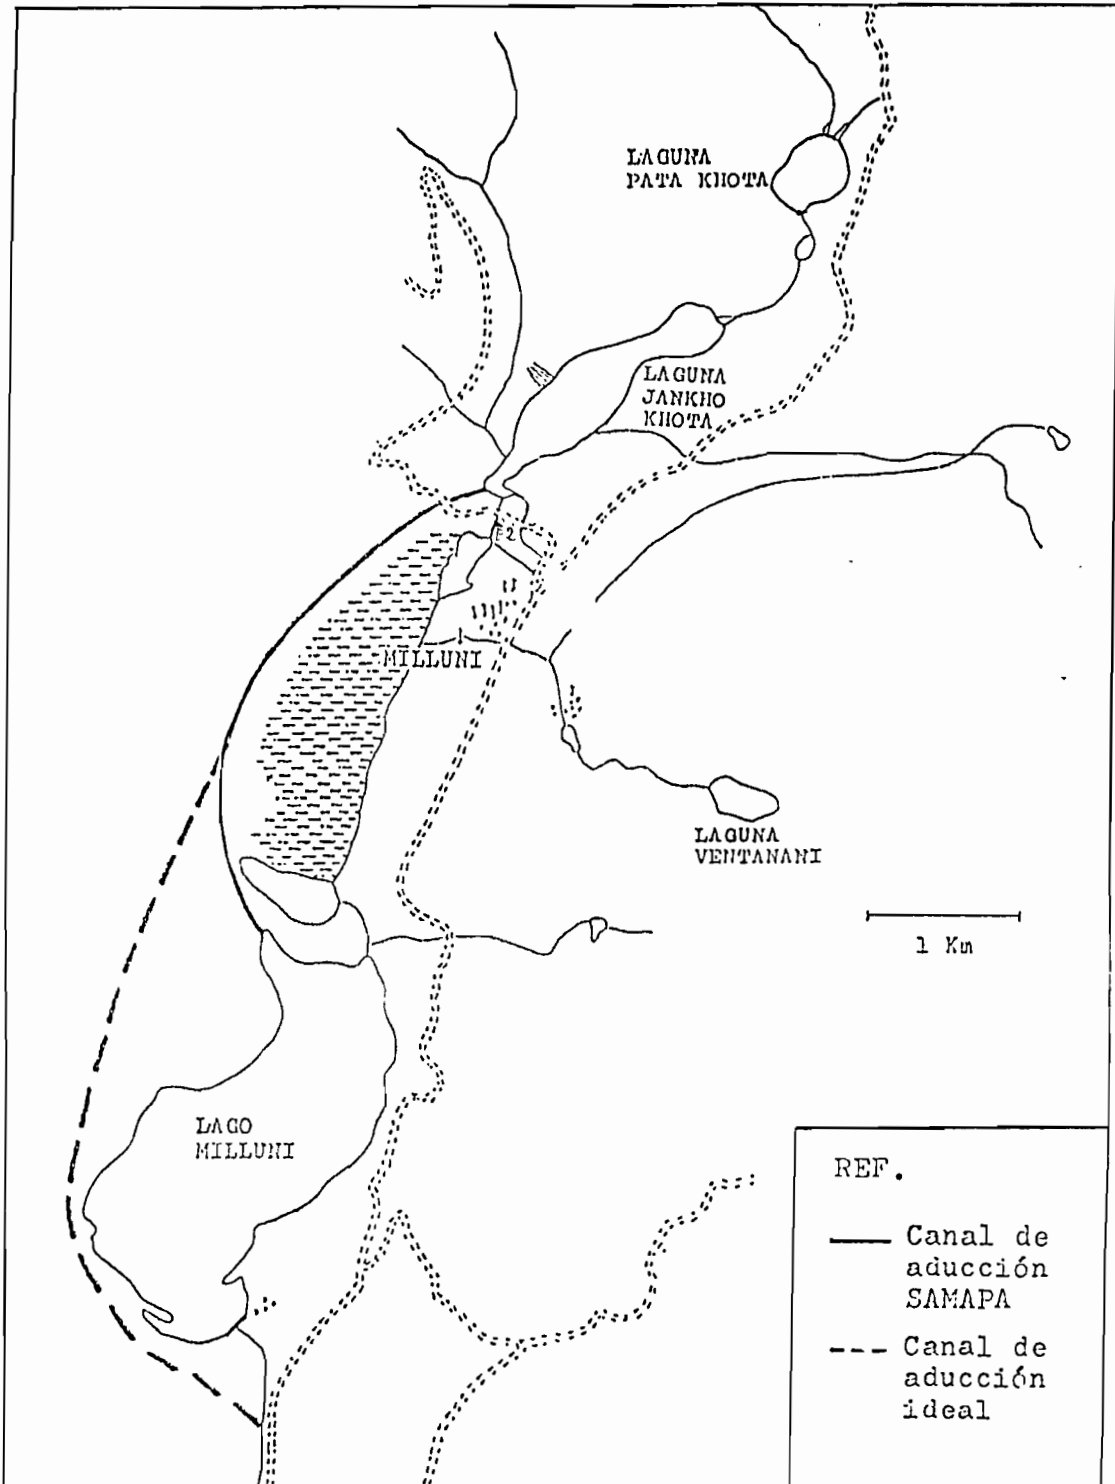 LAGUNA
PATA KHOTA
LAGUNA
JANKHO
KHOTA
E2
MILLUNI
LAGUNA
VENTANANI
1 Km
LAGO
MILLUNI
REF.
Canal de
aducción
SAMAPA
Canal de
aducción
ideal